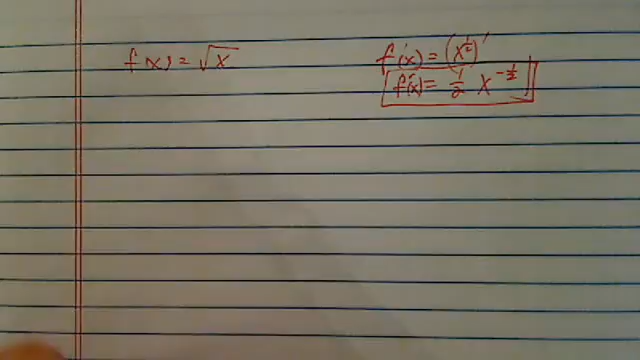 f(x) = √x
f'(x) = (x^½)'
f'(x) = ½ x^-½